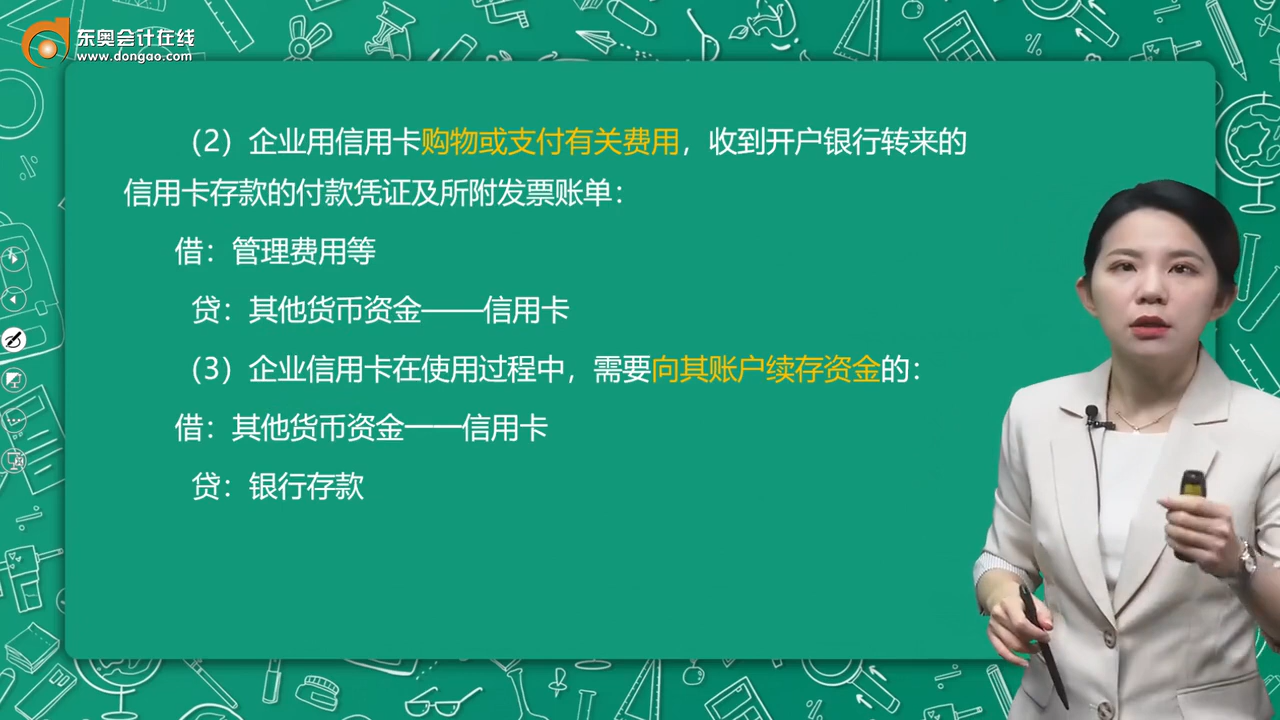 东奥会计在线
www.dongao.com
（2）企业用信用卡购物或支付有关费用，收到开户银行转来的
信用卡存款的付款凭证及所附发票账单：
借：管理费用等
贷：其他货币资金——信用卡
（3）企业信用卡在使用过程中，需要向其账户续存资金的：
借：其他货币资金——信用卡
贷：银行存款